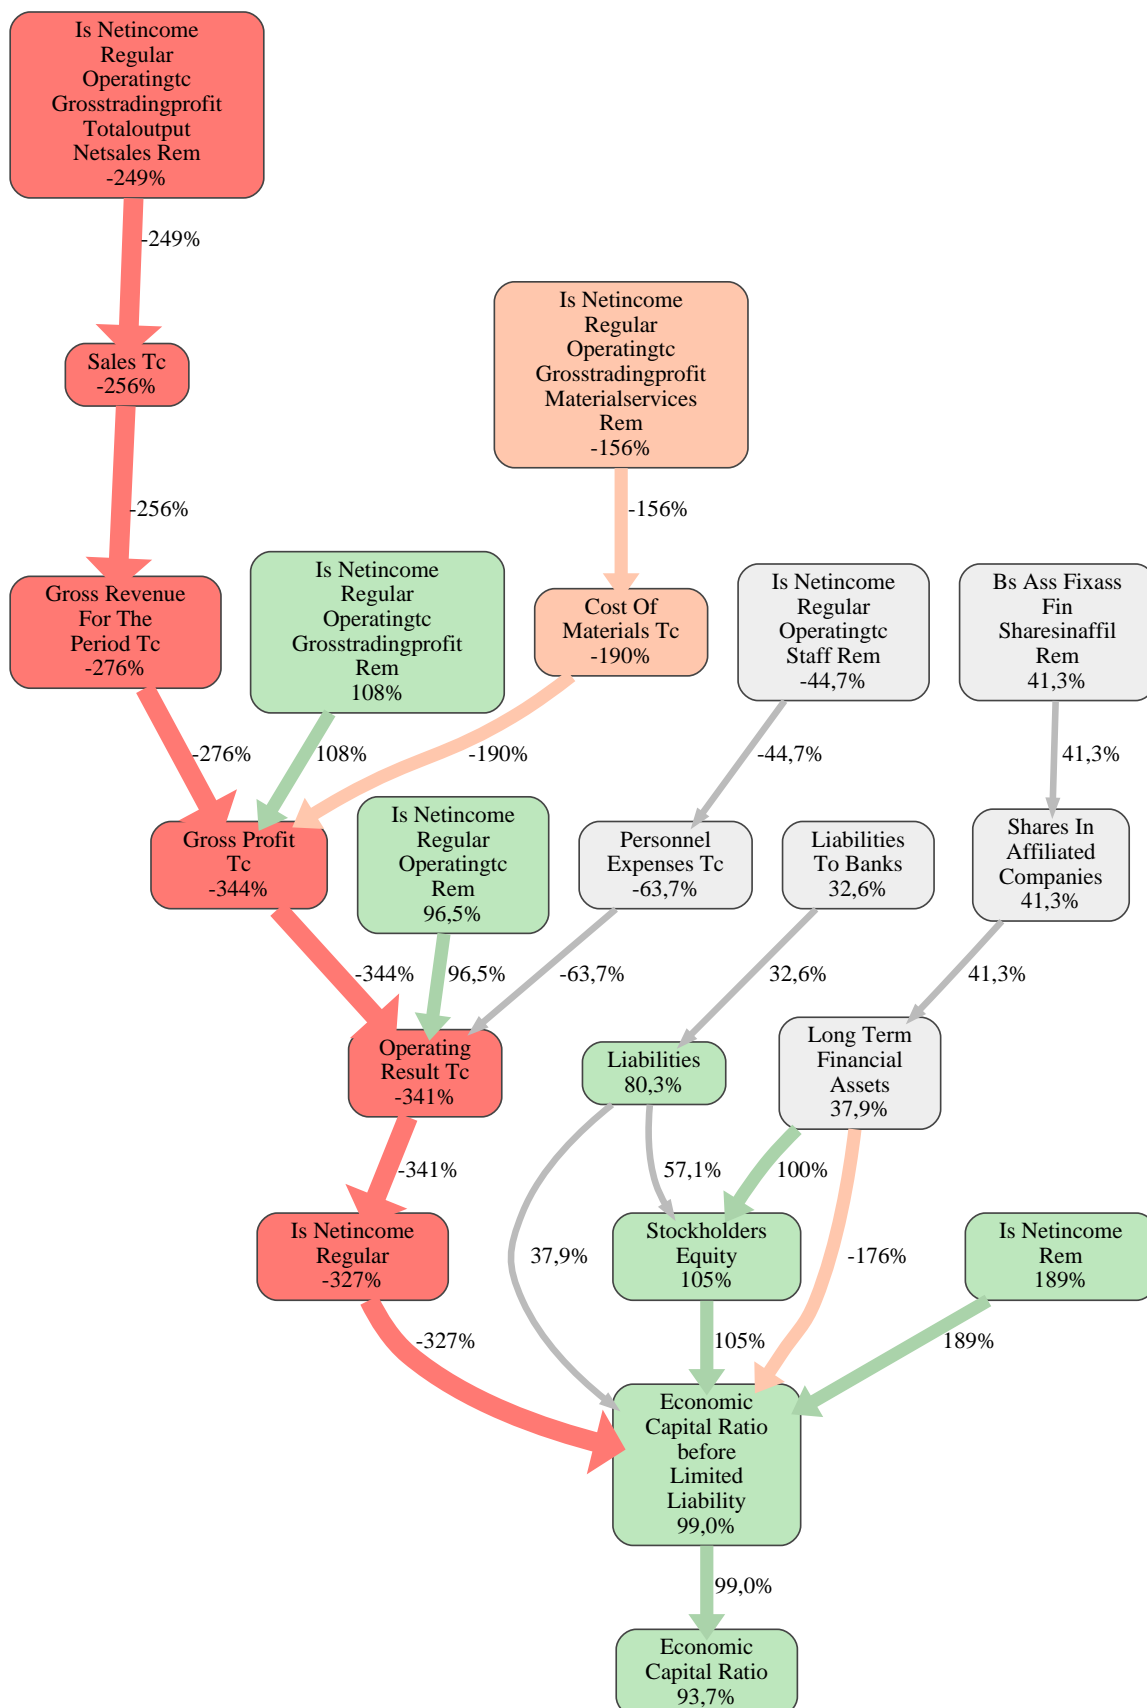 Is Netincome
Regular
Operatingtc
Grosstradingprofit
Totaloutput
Netsales Rem
-249%
-249%
Sales Tc
-256%
Is Netincome
Regular
Operatingtc
Grosstradingprofit
Materialservices
Rem
-156%
-256%
-156%
Gross Revenue
For The
Period Tc
-276%
Is Netincome
Regular
Operatingtc
Grosstradingprofit
Rem
108%
Cost Of
Materials Tc
-190%
Is Netincome
Regular
Operatingtc
Staff Rem
-44,7%
Bs Ass Fixass
Fin
Sharesinaffil
Rem
41,3%
-276%
108%
-190%
-44,7%
41,3%
Gross Profit
Tc
-344%
Is Netincome
Regular
Operatingtc
Rem
96,5%
Personnel
Expenses Tc
-63,7%
Liabilities
To Banks
32,6%
Shares In
Affiliated
Companies
41,3%
-344%
96,5%
-63,7%
32,6%
41,3%
Operating
Result Tc
-341%
Liabilities
80,3%
Long Term
Financial
Assets
37,9%
-341%
57,1%
100%
Is Netincome
Regular
-327%
37,9%
Stockholders
Equity
105%
-176%
Is Netincome
Rem
189%
-327%
105%
189%
Economic
Capital Ratio
before
Limited
Liability
99,0%
99,0%
Economic
Capital Ratio
93,7%